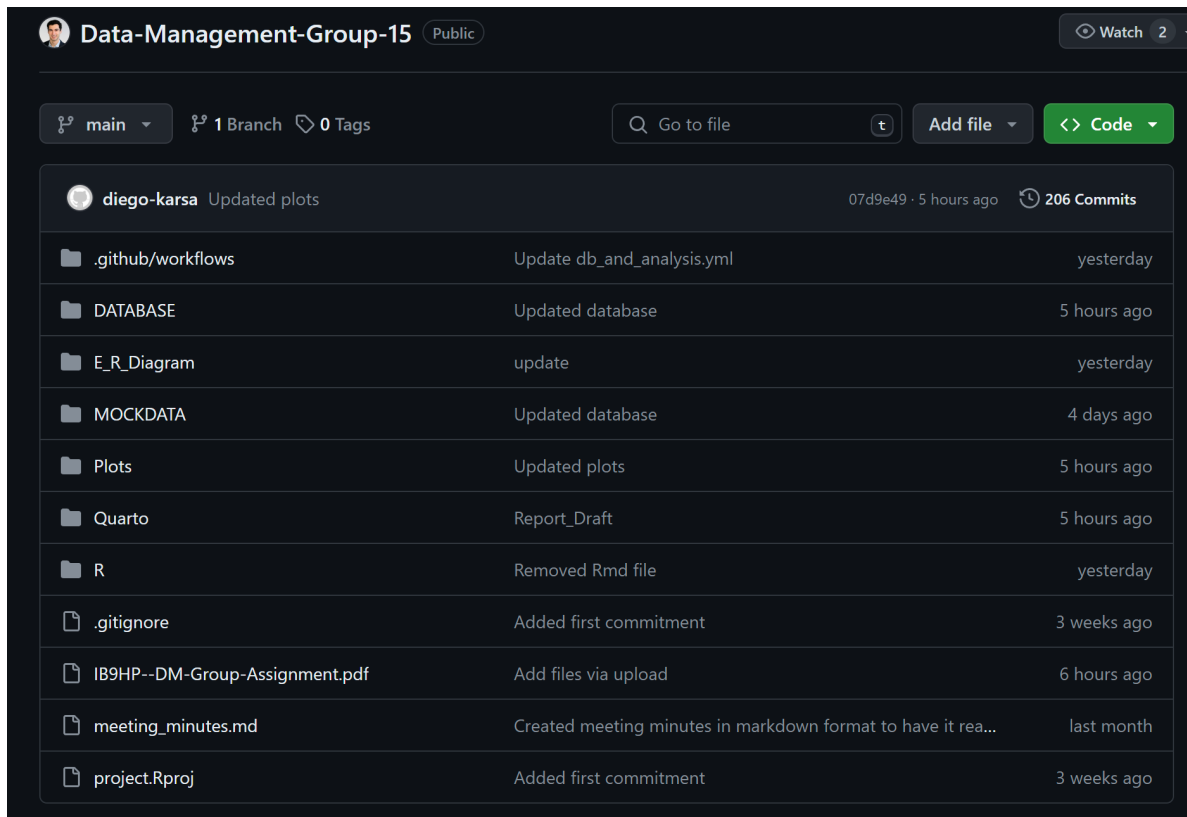 Data-Management-Group-15 Public Watch 2
main 1 Branch 0 Tags Go to file t Add file Code
diego-karsa Updated plots 07d9e49 · 5 hours ago 206 Commits
.github/workflows Update db_and_analysis.yml yesterday
DATABASE Updated database 5 hours ago
E_R_Diagram update yesterday
MOCKDATA Updated database 4 days ago
Plots Updated plots 5 hours ago
Quarto Report_Draft 5 hours ago
R Removed Rmd file yesterday
.gitignore Added first commitment 3 weeks ago
IB9HP--DM-Group-Assignment.pdf Add files via upload 6 hours ago
meeting_minutes.md Created meeting minutes in markdown format to have it rea... last month
project.Rproj Added first commitment 3 weeks ago